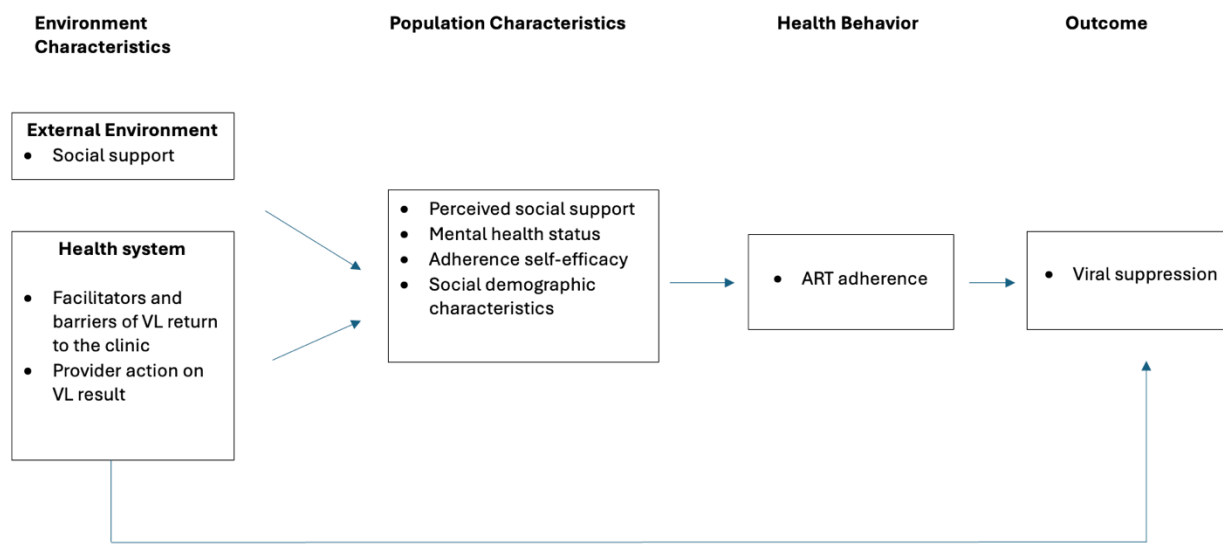 Environment
Characteristics
Population Characteristics
Health Behavior
Outcome
External Environment
• Social support
Health system
• Facilitators and
barriers of VL return
to the clinic
• Provider action on
VL result
• Perceived social support
• Mental health status
• Adherence self-efficacy
• Social demographic
characteristics
• ART adherence
• Viral suppression